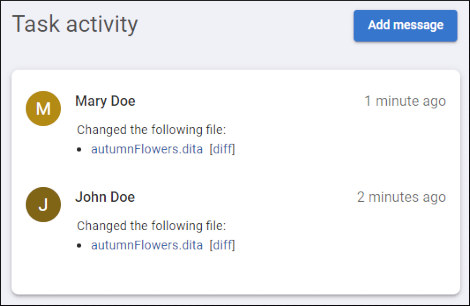 Task activity
Add message
M
Mary Doe
1 minute ago
Changed the following file:
• autumnFlowers.dita [diff]
J
John Doe
2 minutes ago
Changed the following file:
• autumnFlowers.dita [diff]